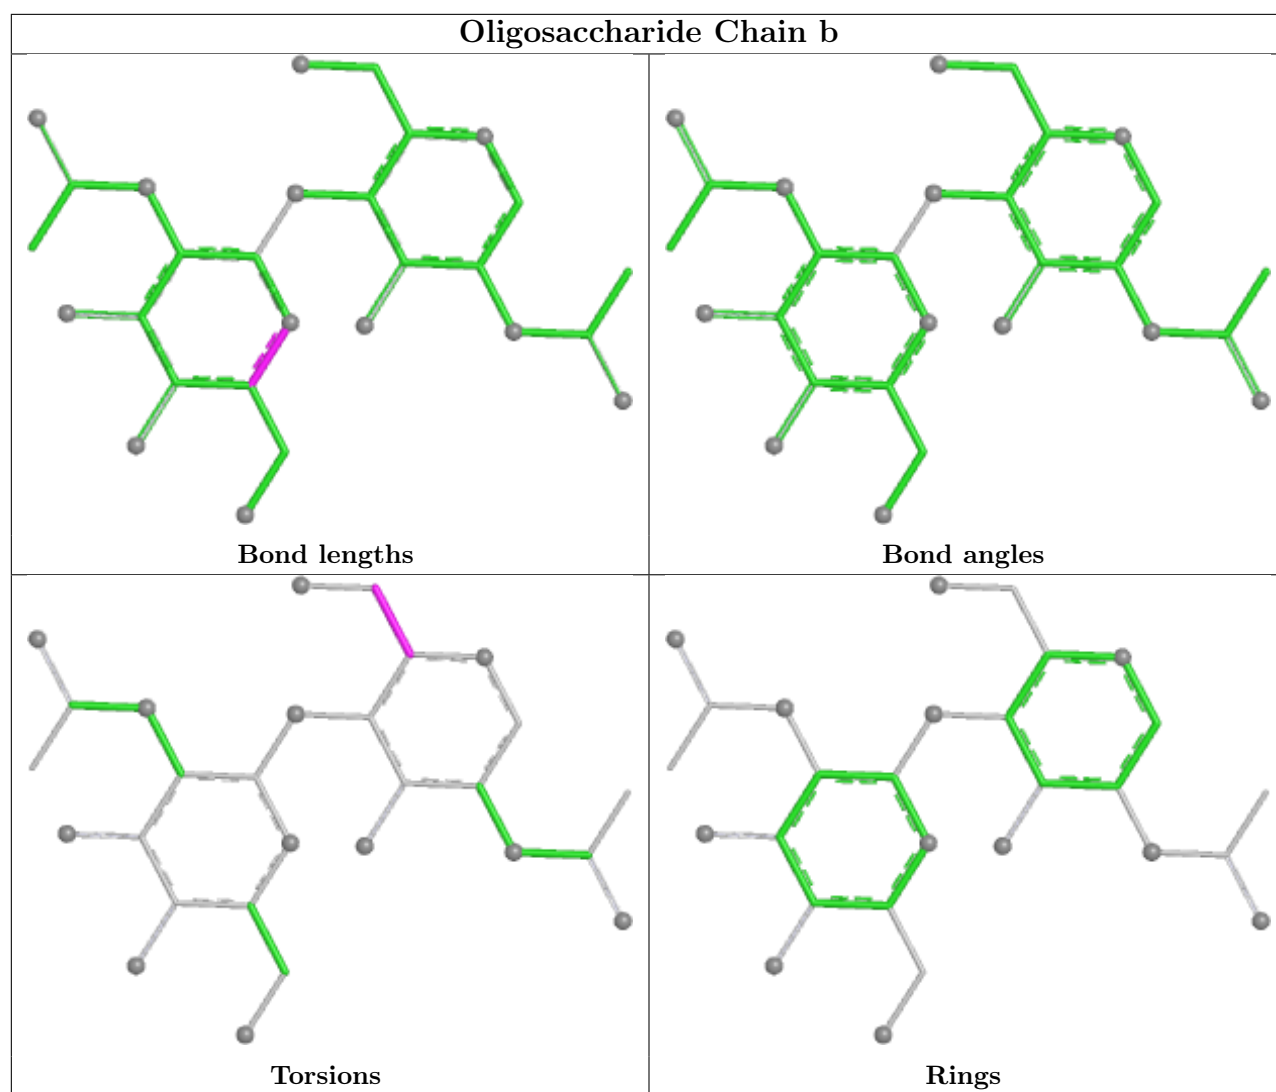 Oligosaccharide Chain b
Bond lengths
Bond angles
Torsions
Rings